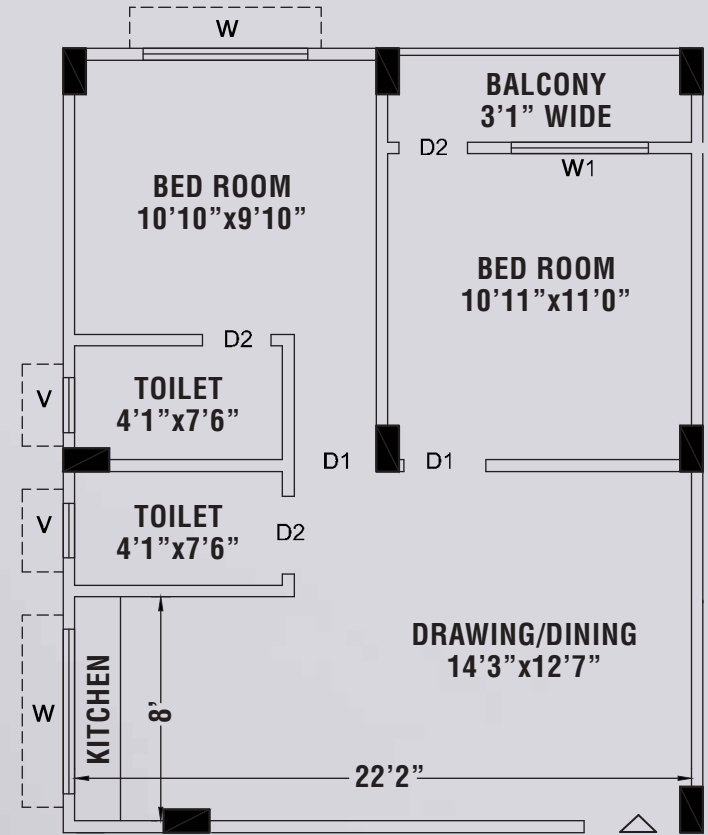 W
BALCONY
3’1” WIDE
D2
W1
BED ROOM
10’10”x9’10”
BED ROOM
10’11”x11’0”
D2
V
TOILET
4’1”x7’6”
D1
D1
V
TOILET
4’1”x7’6”
D2
DRAWING/DINING
14’3”x12’7”
W
KITCHEN
8’
22’2”